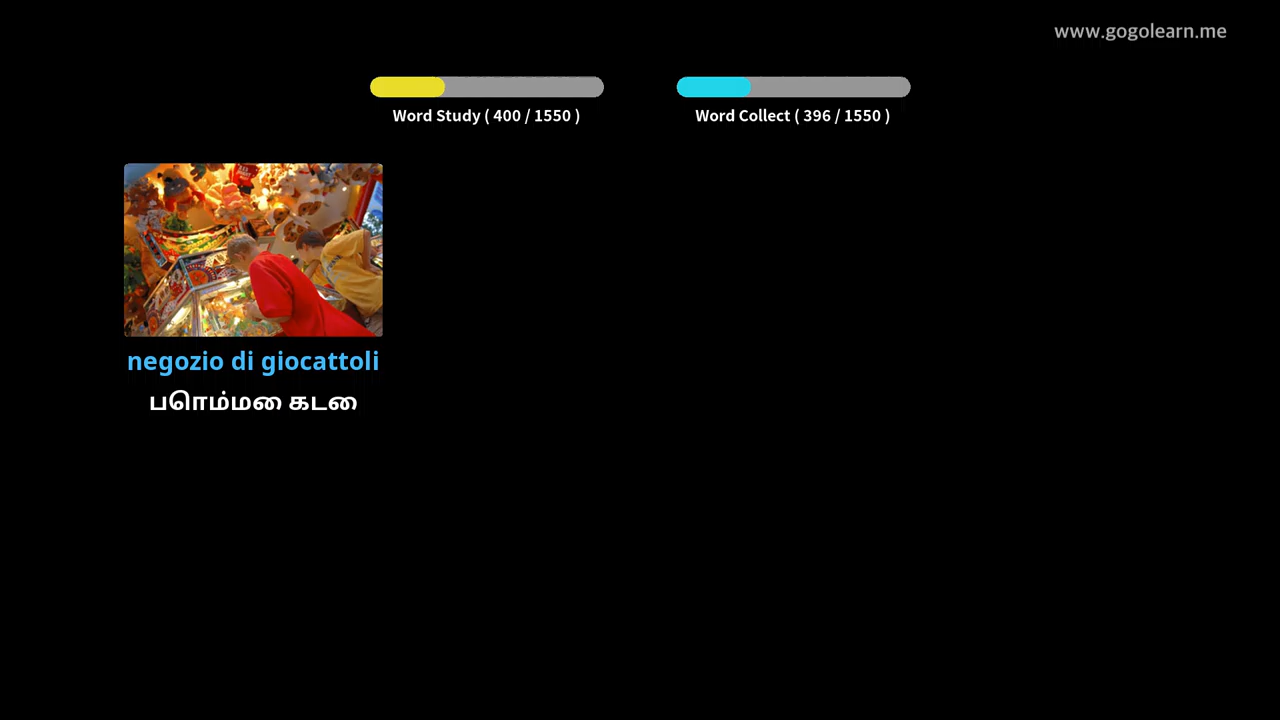 www.gogolearn.me
Word Study ( 400 / 1550 )
Word Collect ( 396 / 1550 )
negozio di giocattoli
பொம்மை கடை